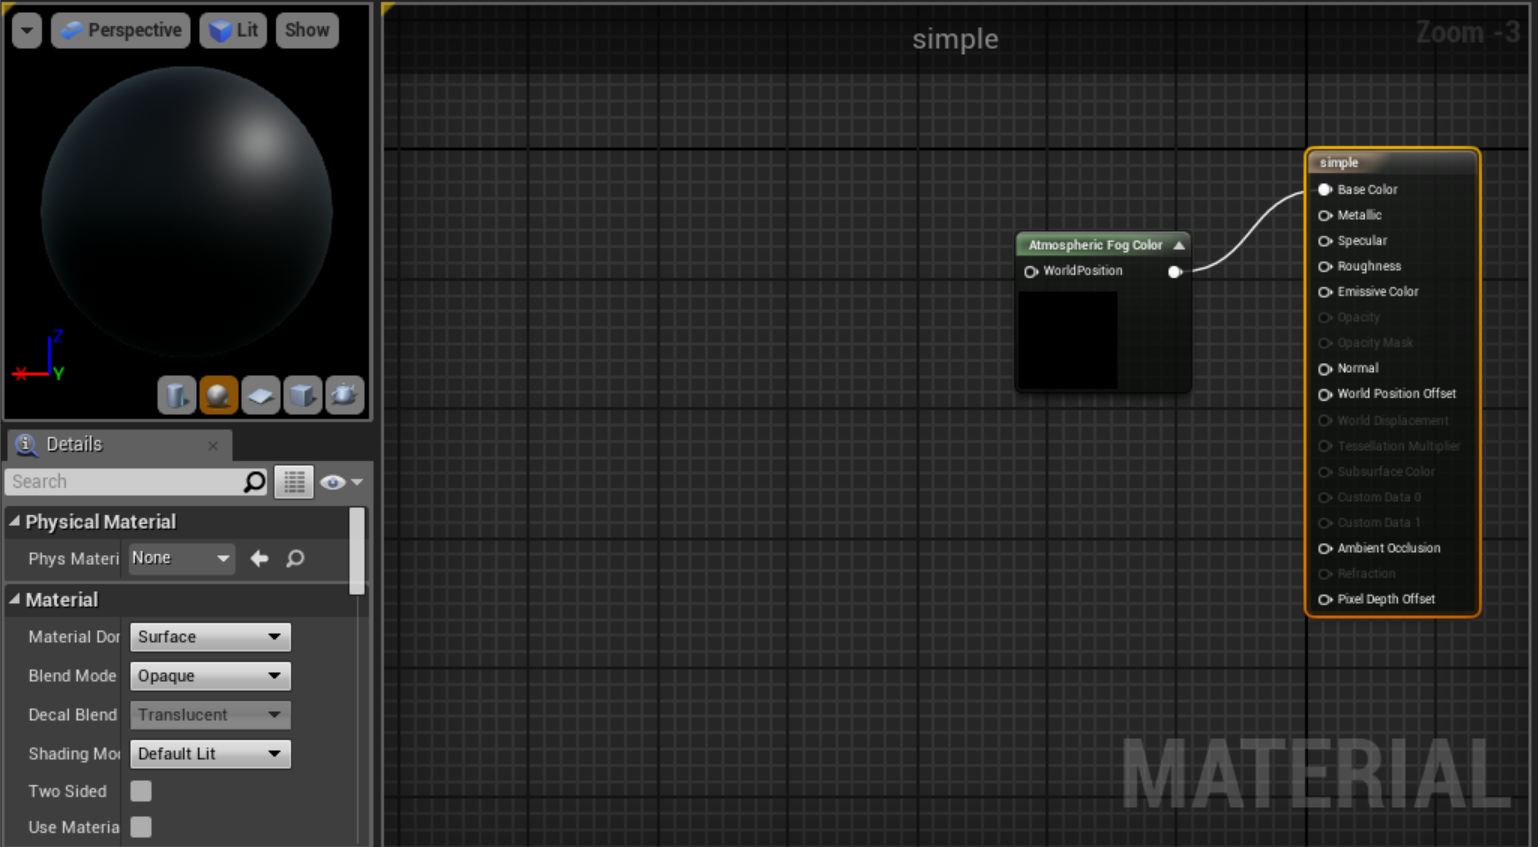 Perspective
Lit
Show
simple
Zoom -3
Z
X
Y
Details
Search
Physical Material
Phys Materi
None
Material
Material Dor
Surface
Blend Mode
Opaque
Decal Blend
Translucent
Shading Mo
Default Lit
Two Sided
Use Materia
Atmospheric Fog Color
WorldPosition
simple
Base Color
Metallic
Specular
Roughness
Emissive Color
Opacity
Opacity Mask
Normal
World Position Offset
World Displacement
Tessellation Multiplier
Subsurface Color
Custom Data 0
Custom Data 1
Ambient Occlusion
Refraction
Pixel Depth Offset
MATERIAL